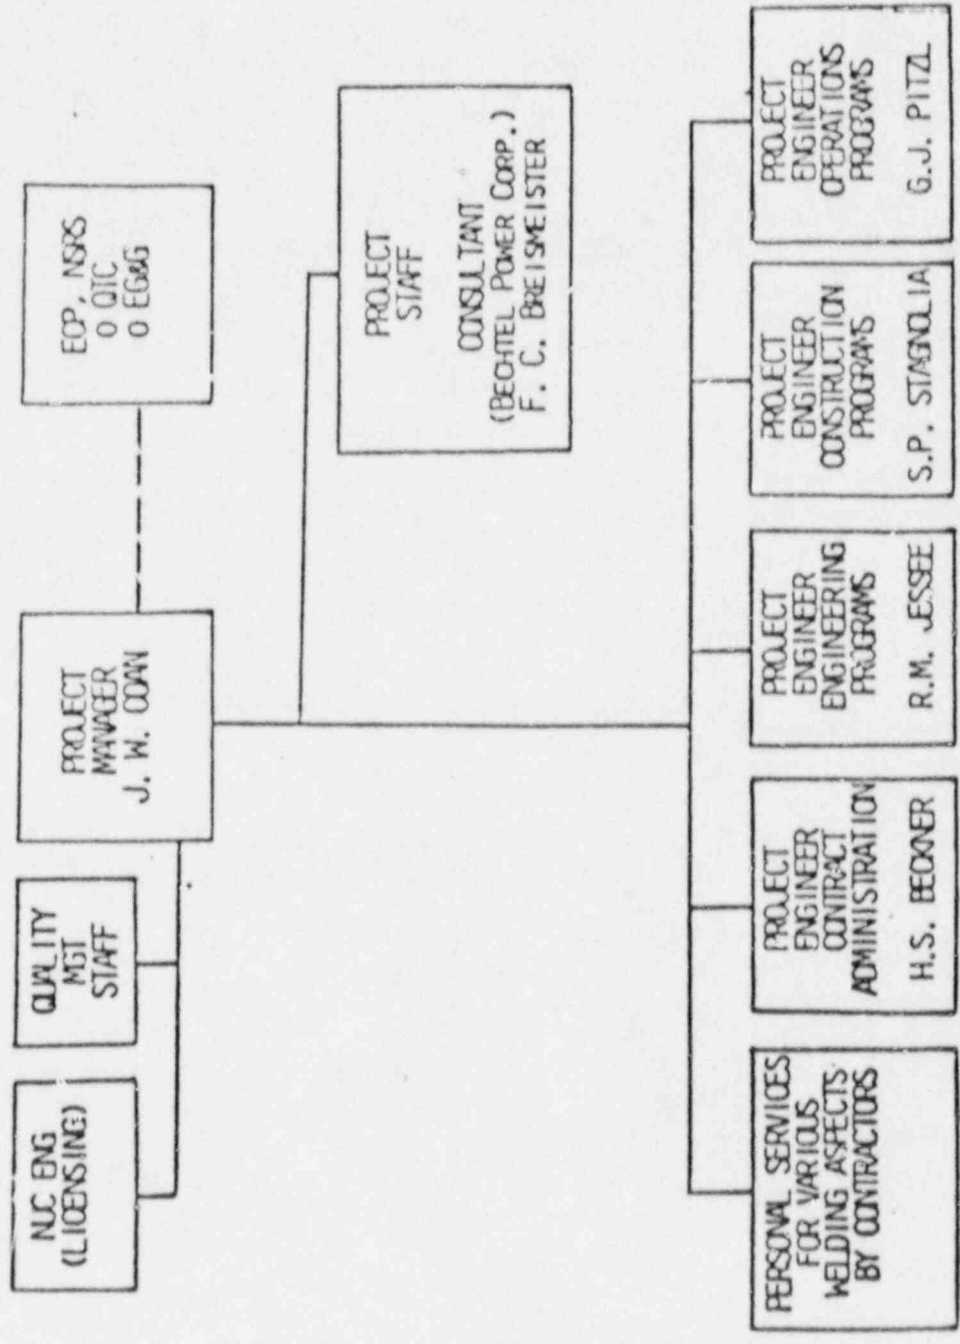 NUC ENG
(LICENSING)
QUALITY
MGT
STAFF
PROJECT
MANAGER
J. W. COAN
ECP, NSRS
O QTC
O EG&G
PROJECT
STAFF
CONSULTANT
(BECHTEL POWER CORP.)
F. C. BREISMEISTER
PERSONAL SERVICES
FOR VARIOUS
WELDING ASPECTS
BY CONTRACTORS
PROJECT
ENGINEER
CONTRACT
ADMINISTRATION
H.S. BECKNER
PROJECT
ENGINEER
ENGINEERING
PROGRAMS
R.M. JESSEE
PROJECT
ENGINEER
CONSTRUCTION
PROGRAMS
S.P. STAGNOLIA
PROJECT
ENGINEER
OPERATIONS
PROGRAMS
G.J. PITZL